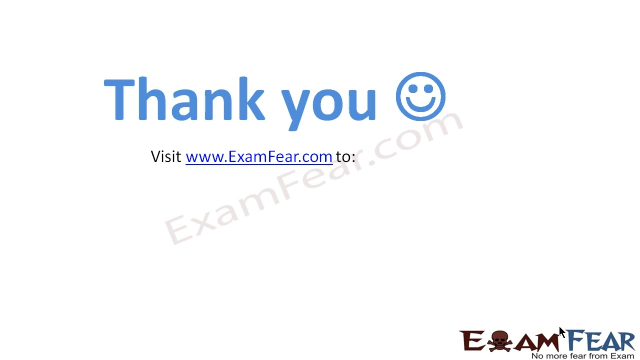 Thank you ☺
Visit www.ExamFear.com to:
ExamFear.com
EXAMFEAR
No more fear from Exam